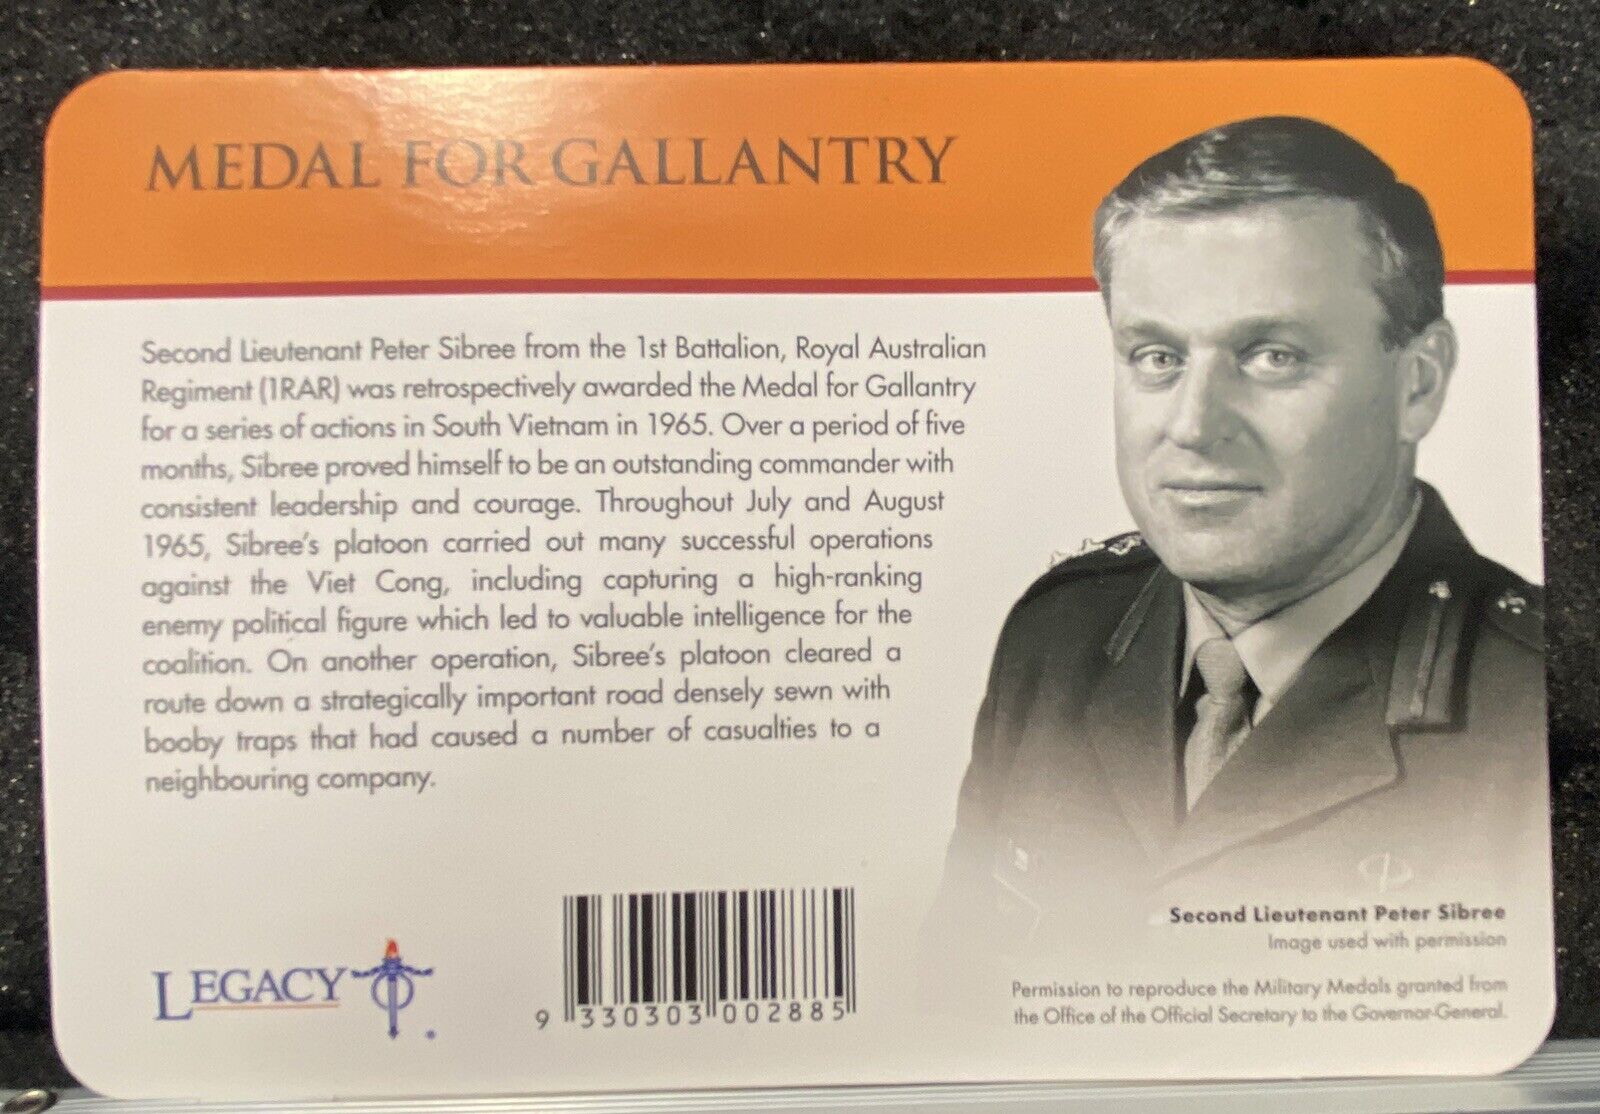 MEDAL FOR GALLANTRY
Second Lieutenant Peter Sibree from the 1st Battalion, Royal Australian
Regiment (1RAR) was retrospectively awarded the Medal for Gallantry
for a series of actions in South Vietnam in 1965. Over a period of five
months, Sibree proved himself to be an outstanding commander with
consistent leadership and courage. Throughout July and August
1965, Sibree's platoon carried out many successful operations
against the Viet Cong, including capturing a high-ranking
enemy political figure which led to valuable intelligence for the
coalition. On another operation, Sibree's platoon cleared a
route down a strategically important road densely sewn with
booby traps that had caused a number of casualties to a
neighbouring company.
LEGACY
9 330303 002885
Second Lieutenant Peter Sibree
Image used with permission
Permission to reproduce the Military Medals granted from
the Office of the Official Secretary to the Governor-General.